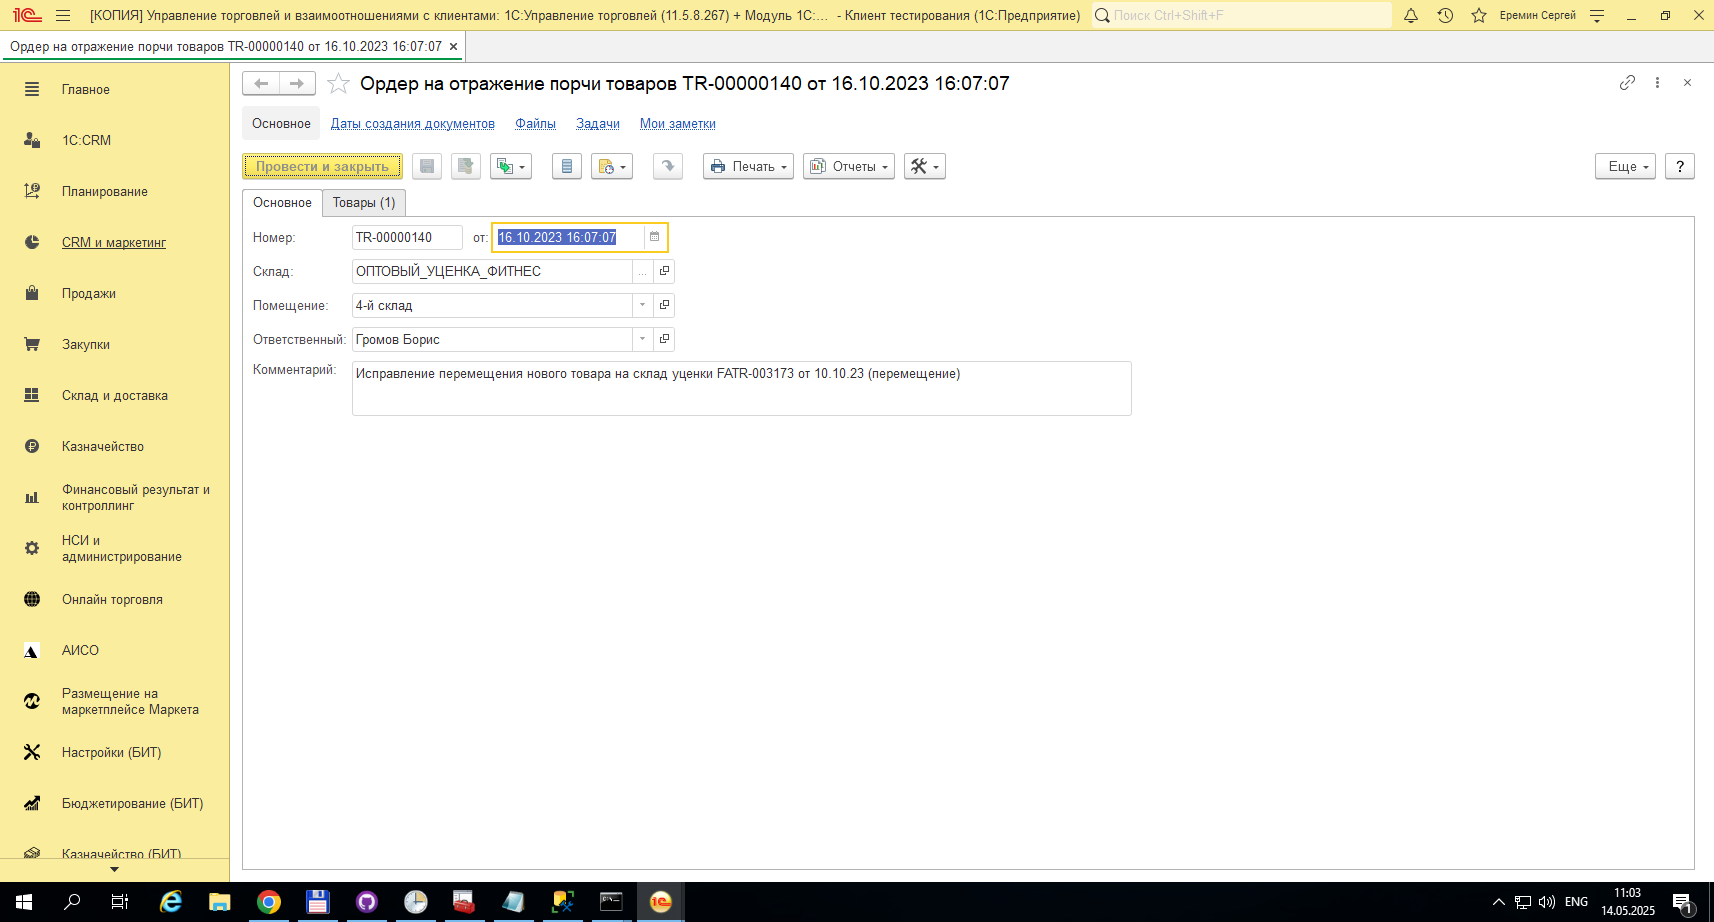 [КОПИЯ] Управление торговлей и взаимоотношениями с клиентами: 1С:Управление торговлей (11.5.8.267) + Модуль 1С:... - Клиент тестирования (1С:Предприятие)
Поиск Ctrl+Shift+F
Еремин Сергей
Ордер на отражение порчи товаров TR-00000140 от 16.10.2023 16:07:07
Главное
1С:CRM
Планирование
CRM и маркетинг
Продажи
Закупки
Склад и доставка
Казначейство
Финансовый результат и
контроллинг
НСИ и
администрирование
Онлайн торговля
АИСО
Размещение на
маркетплейсе Маркета
Настройки (БИТ)
Бюджетирование (БИТ)
Казначейство (БИТ)
Ордер на отражение порчи товаров TR-00000140 от 16.10.2023 16:07:07
Основное Даты создания документов Файлы Задачи Мои заметки
Провести и закрыть Печать Отчеты Еще ?
Основное Товары (1)
Номер: TR-00000140 от: 16.10.2023 16:07:07
Склад: ОПТОВЫЙ_УЦЕНКА_ФИТНЕС ...
Помещение: 4-й склад
Ответственный: Громов Борис
Комментарий: Исправление перемещения нового товара на склад уценки FATR-003173 от 10.10.23 (перемещение)
ENG
11:03
14.05.2025
1